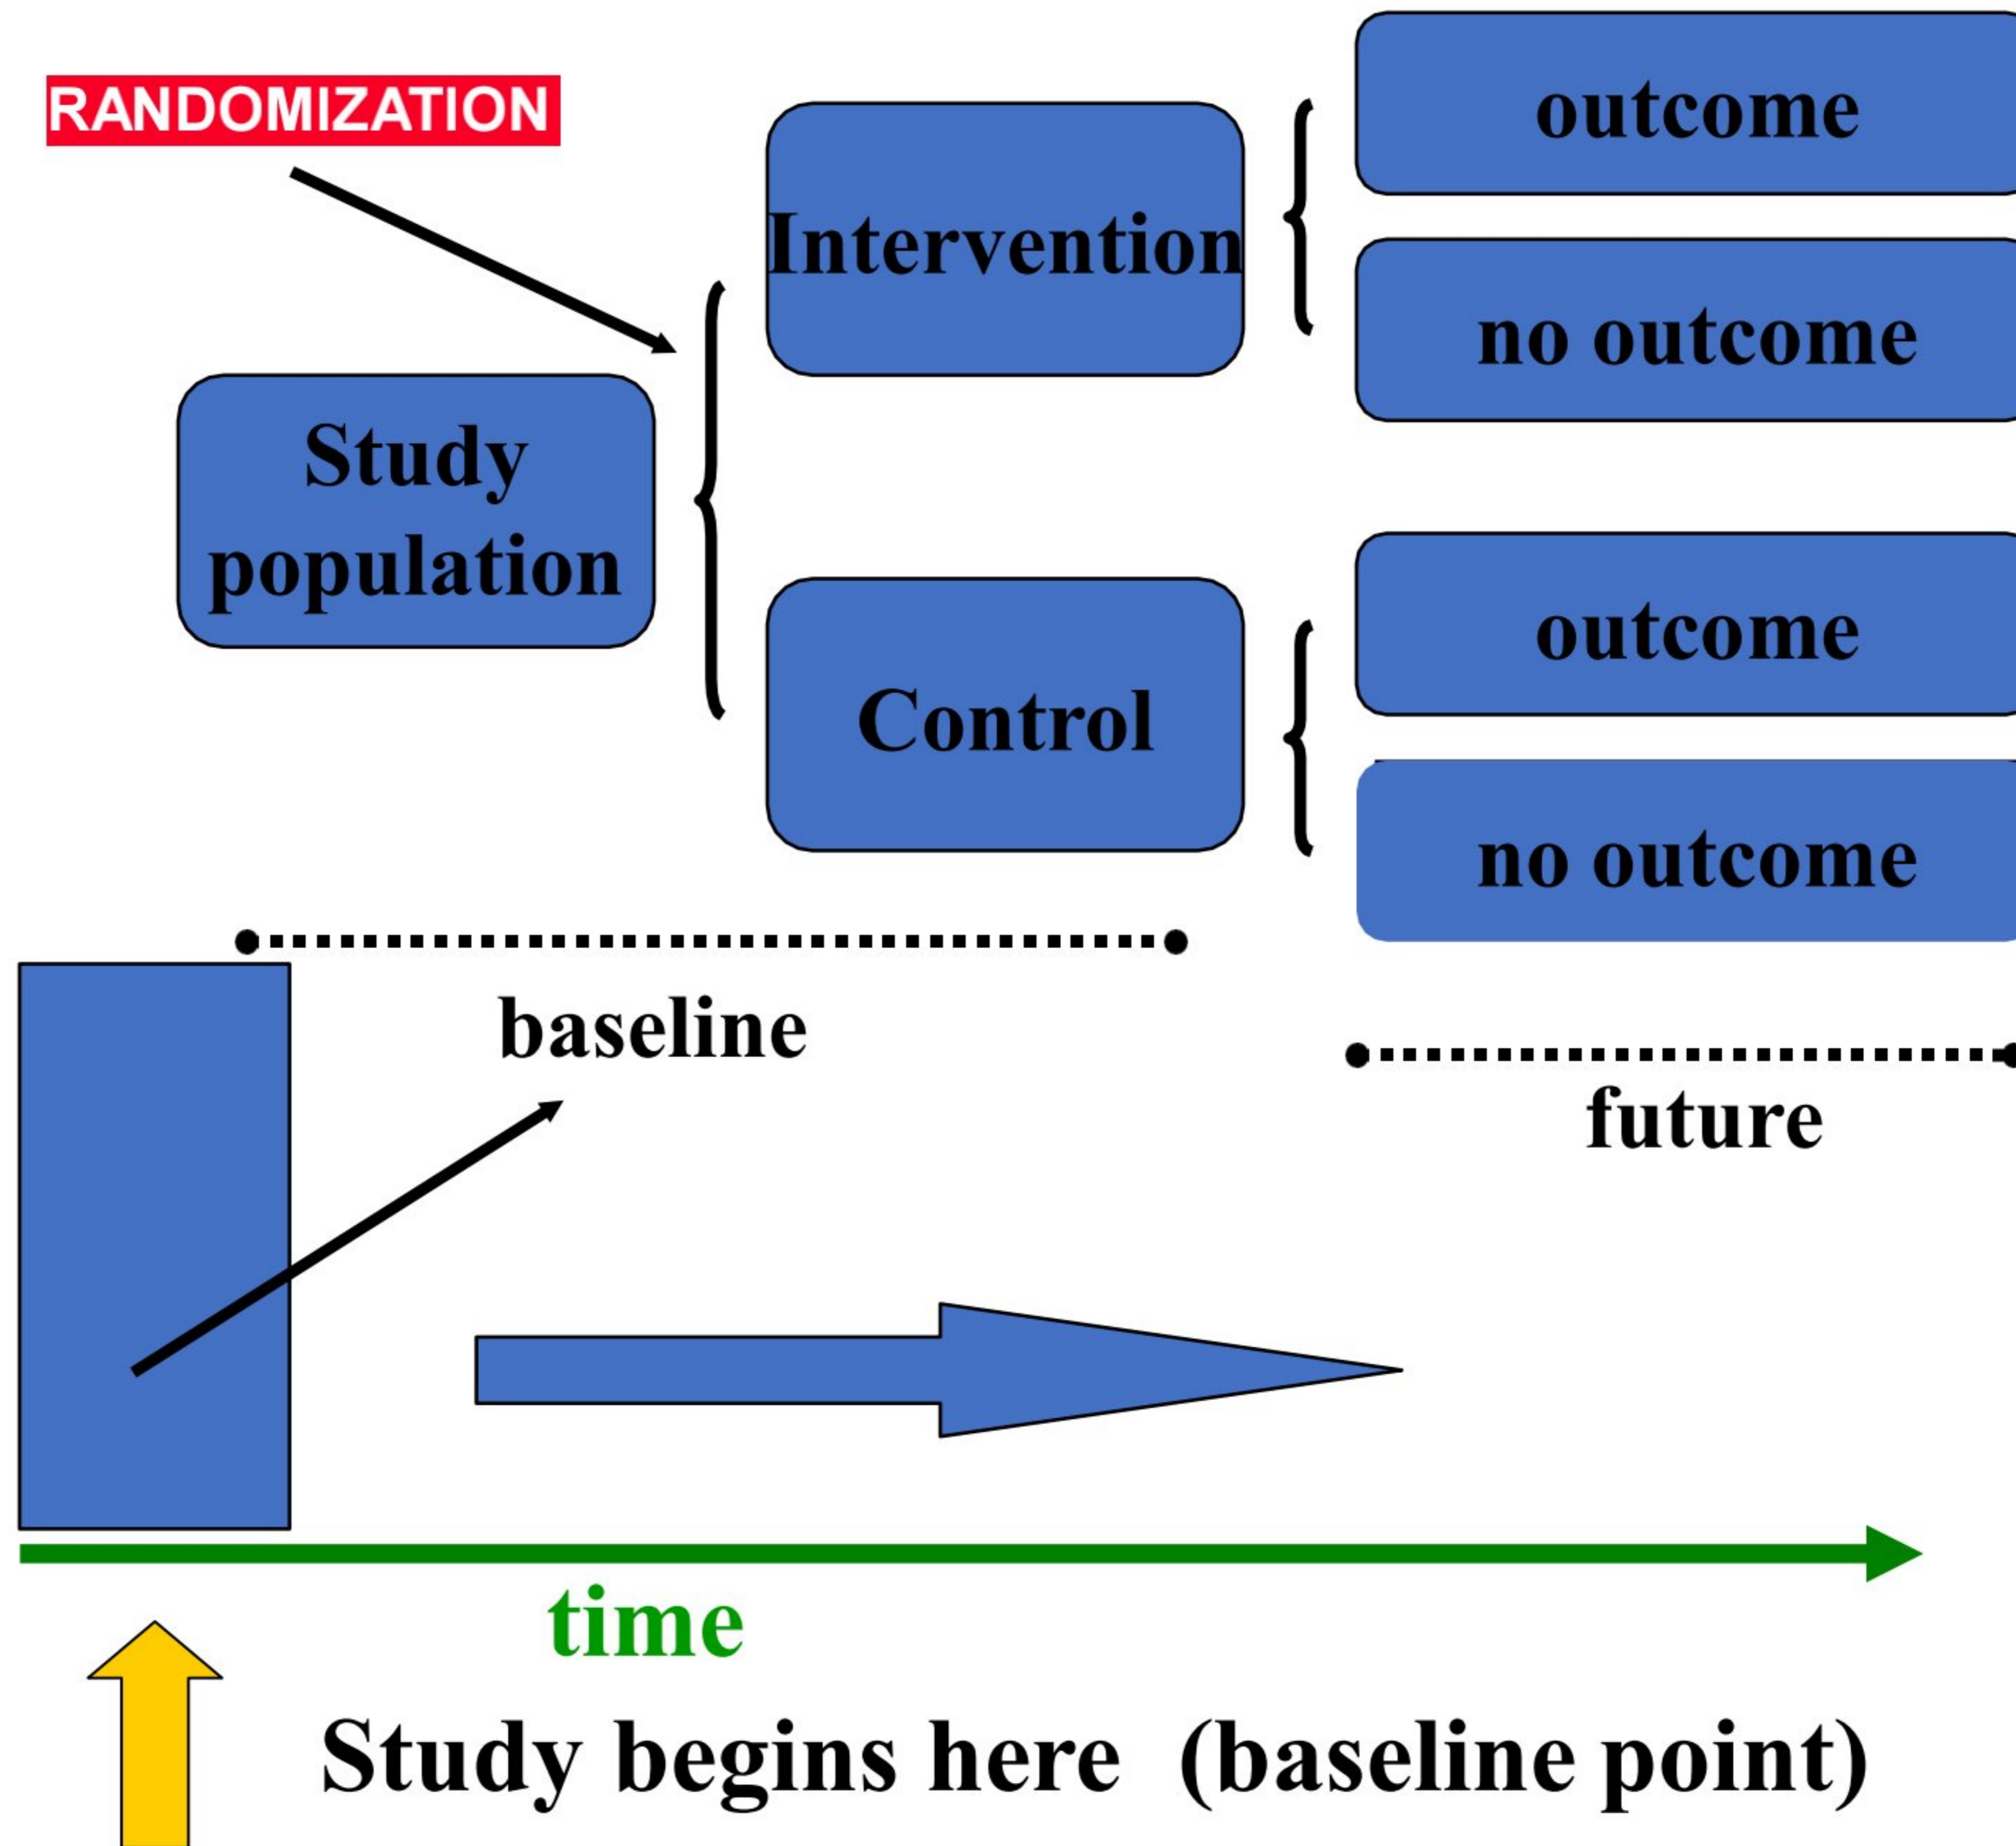 RANDOMIZATION
outcome
Intervention
no outcome
Study
population
outcome
Control
no outcome
baseline
future
time
Study begins here (baseline point)